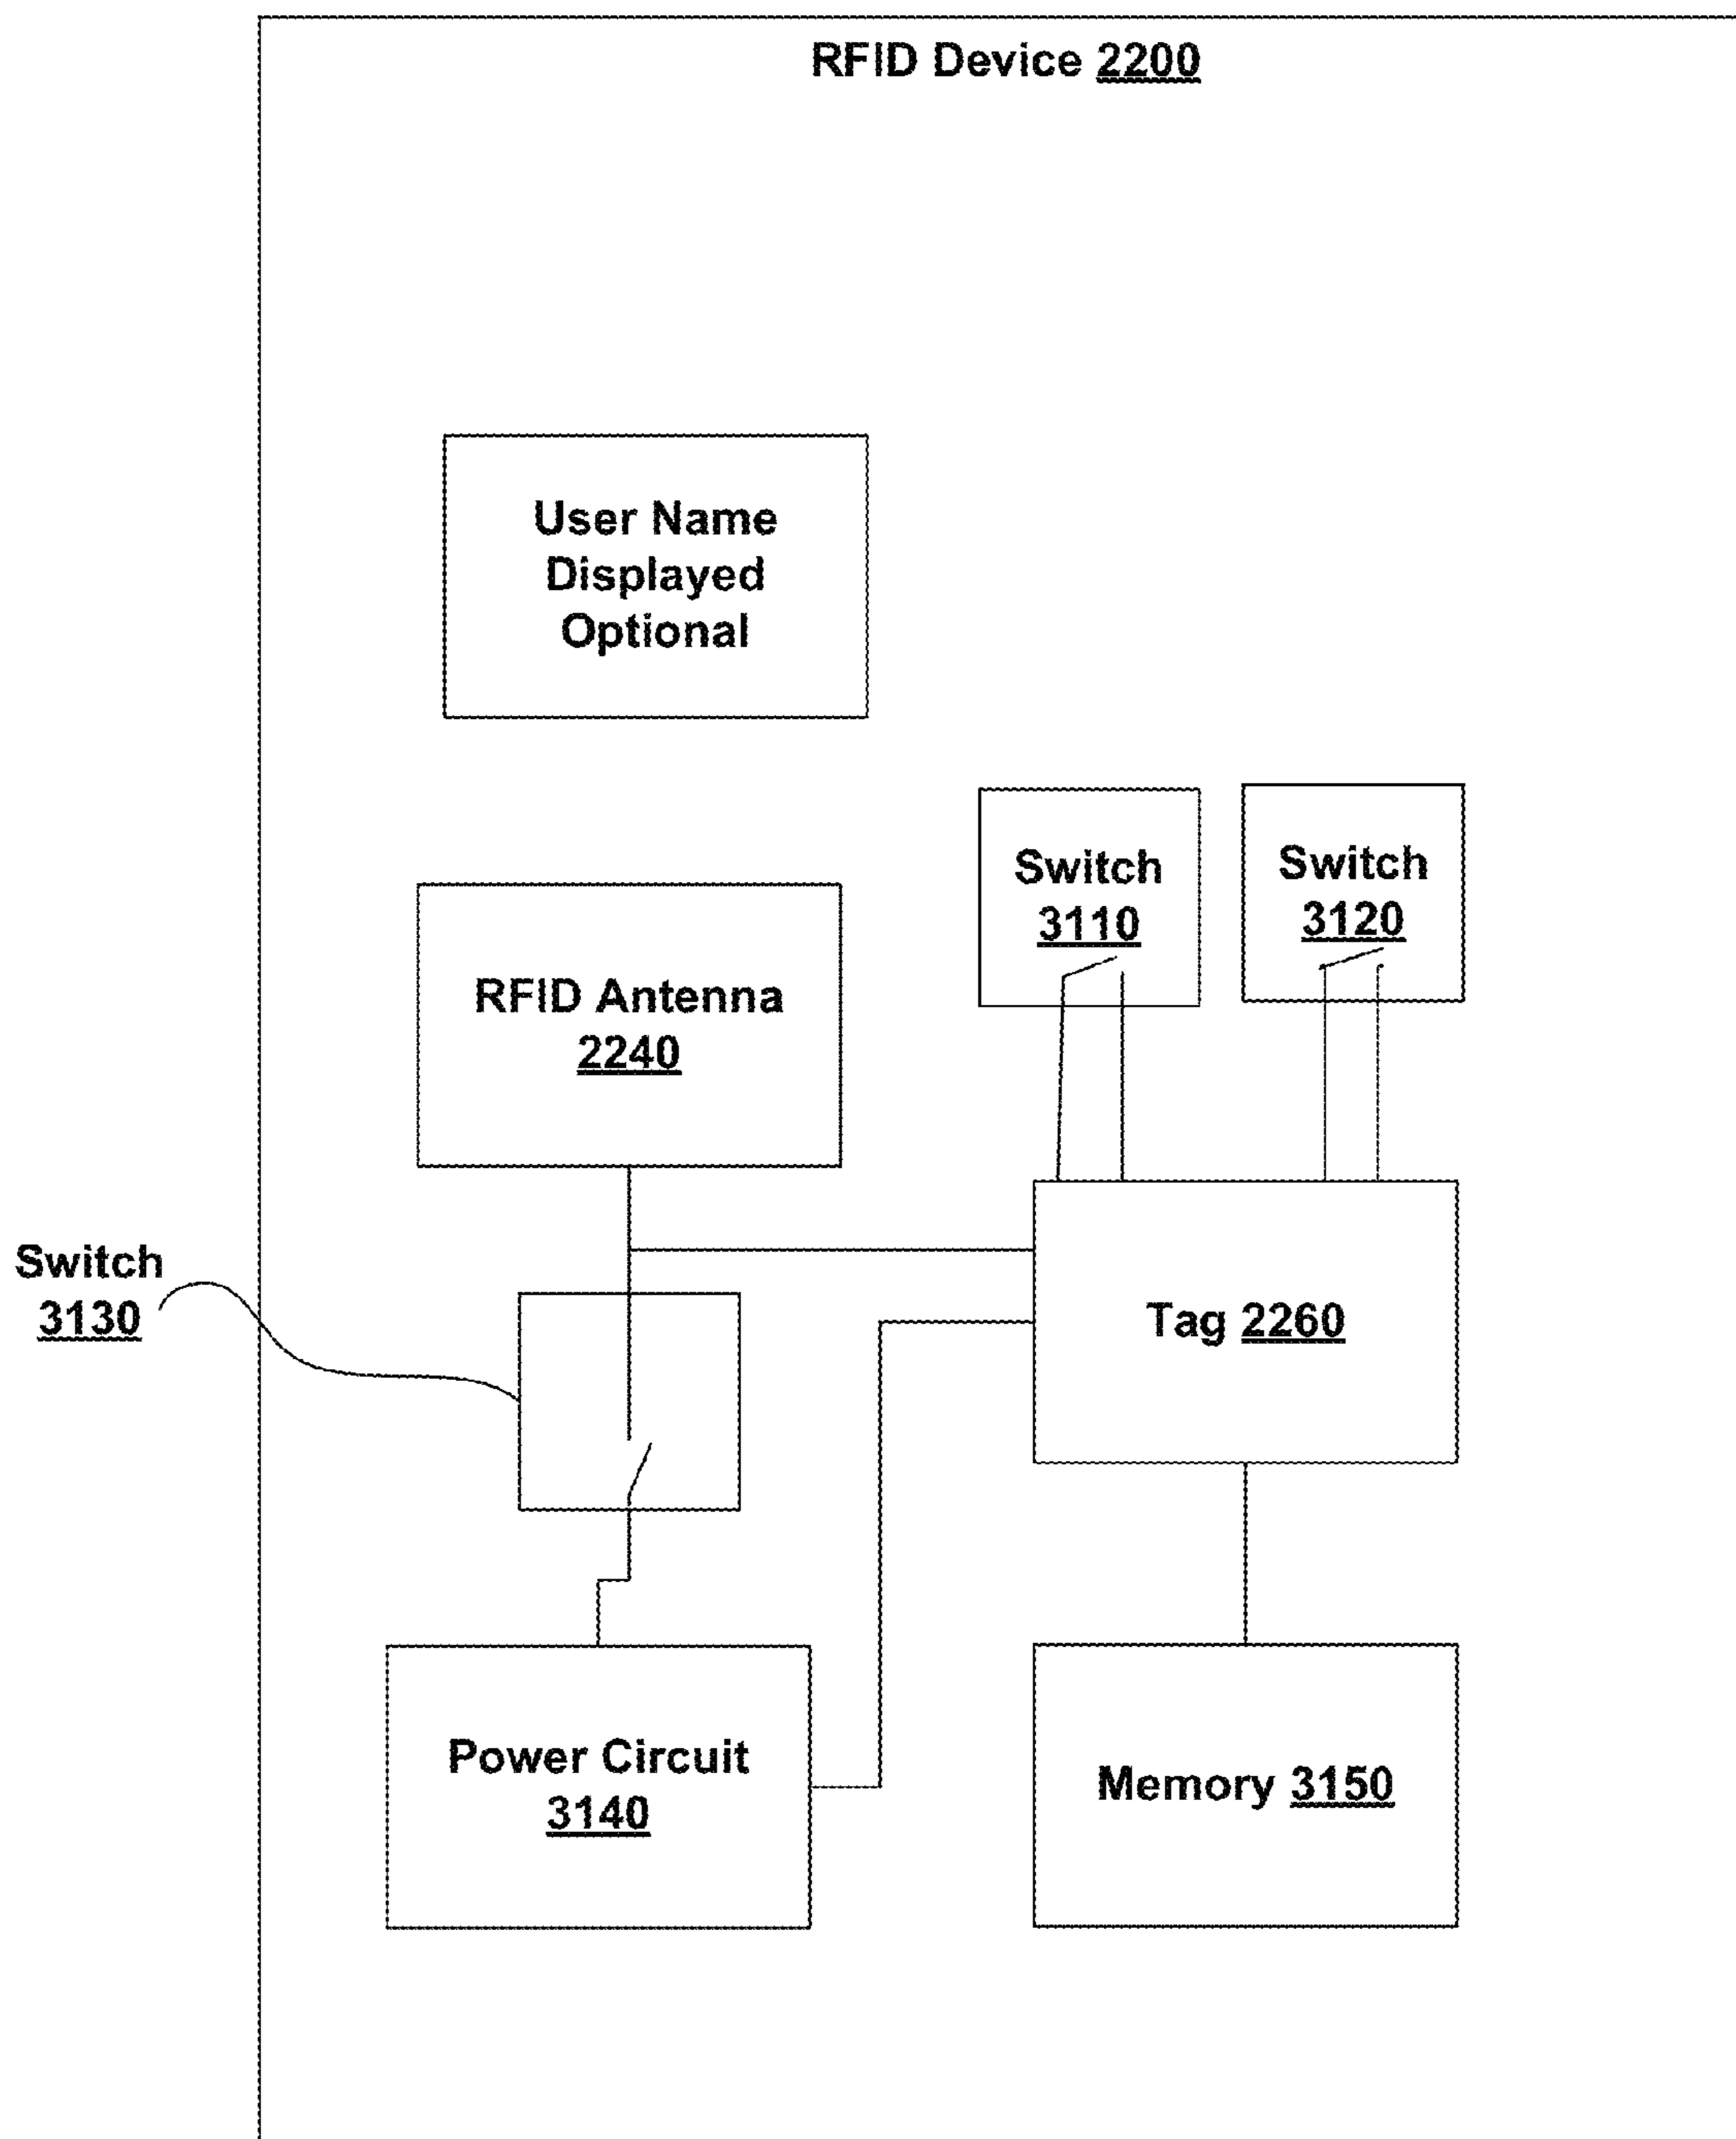 RFID Device 2200
User Name
Displayed
Optional
Switch
3110
Switch
3120
RFID Antenna
2240
Switch
3130
Tag 2260
Power Circuit
3140
Memory 3150